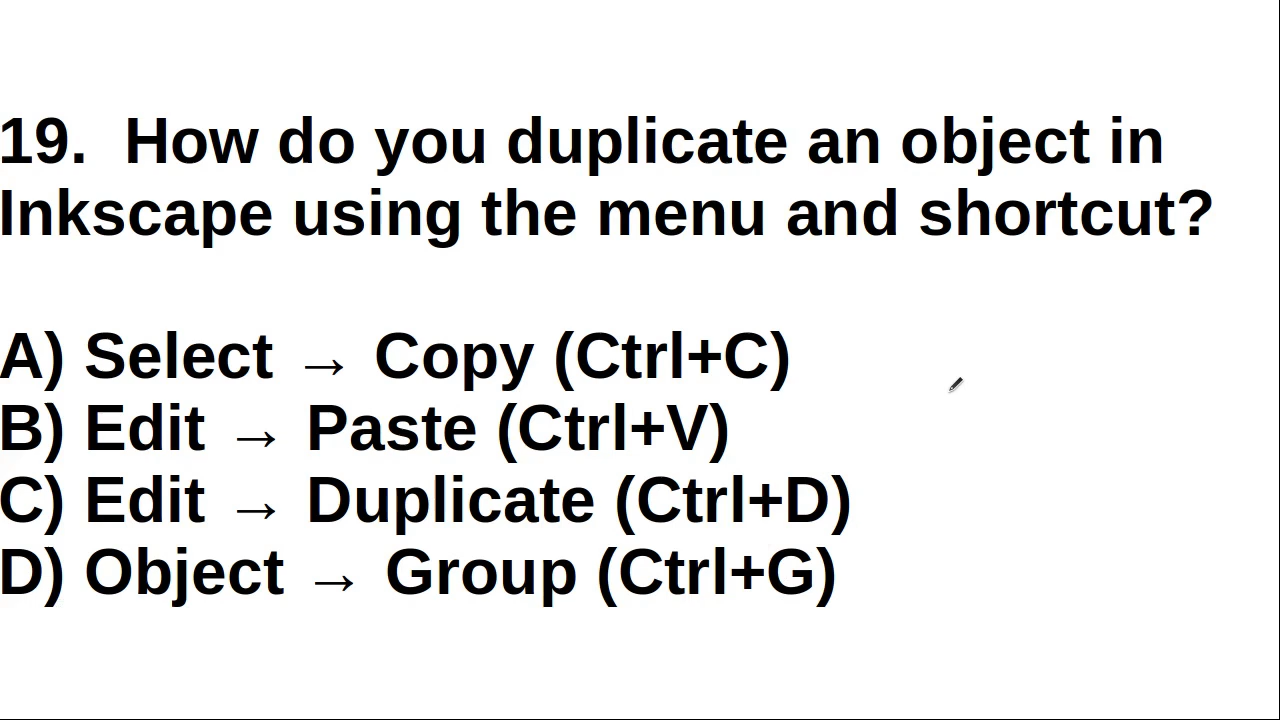 19.  How do you duplicate an object in
Inkscape using the menu and shortcut?
A) Select → Copy (Ctrl+C)
B) Edit → Paste (Ctrl+V)
C) Edit → Duplicate (Ctrl+D)
D) Object → Group (Ctrl+G)